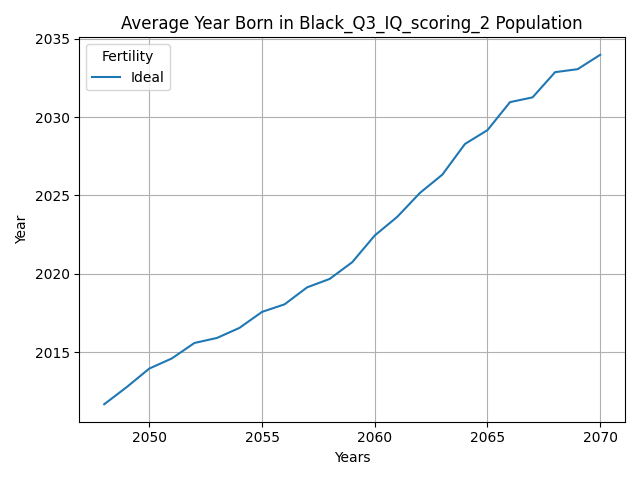 Average Year Born in Black_Q3_IQ_scoring_2 Population
2035
Fertility
Ideal
2030
2025
Year
2020
2015
2050 2055 2060 2065 2070
Years